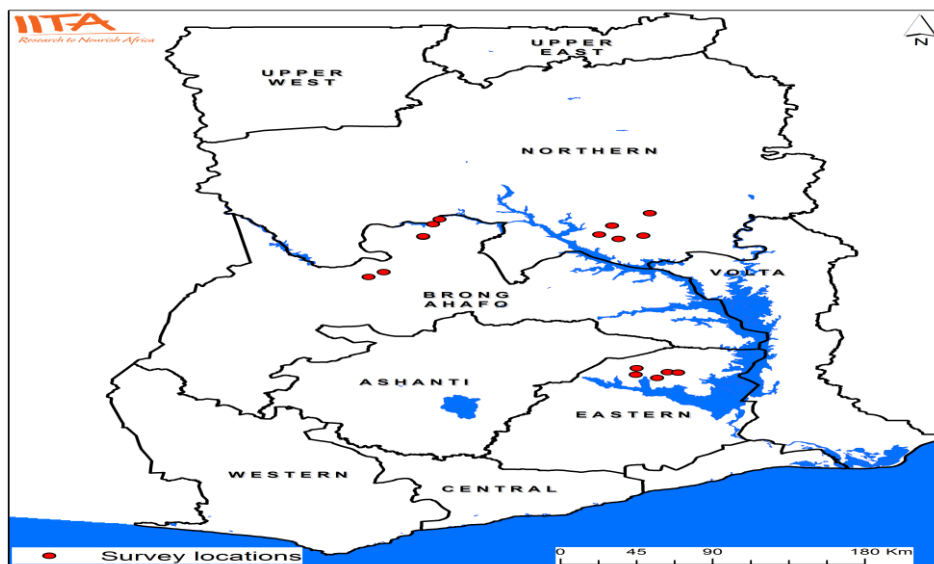 IITA
Research to Nourish Africa
N
UPPER
EAST
UPPER
WEST
NORTHERN
VOLTA
BRONG
AHAFO
ASHANTI
EASTERN
WESTERN
CENTRAL
Survey locations
0 45 90 180 Km